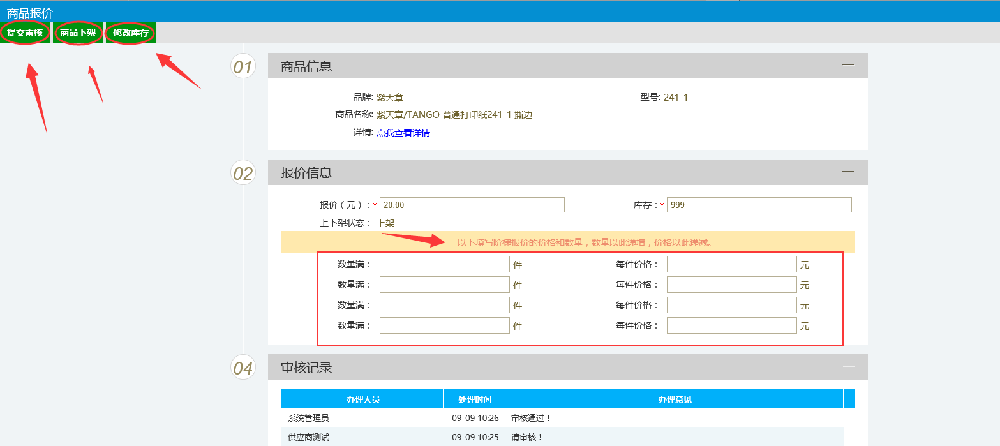 商品报价
提交审核 商品下架 修改库存
01 商品信息
品牌: 紫天章 型号: 241-1
商品名称: 紫天章/TANGO 普通打印纸241-1 撕边
详情: 点我查看详情
02 报价信息
报价（元）：* 20.00 库存：* 999
上下架状态： 上架
以下填写阶梯报价的价格和数量，数量以此递增，价格以此递减。
数量满： 件 每件价格： 元
数量满： 件 每件价格： 元
数量满： 件 每件价格： 元
数量满： 件 每件价格： 元
04 审核记录
办理人员 处理时间 办理意见
系统管理员 09-09 10:26 审核通过！
供应商测试 09-09 10:25 请审核！